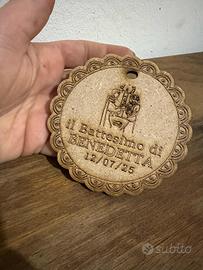 il Battesimo di
BENEDETTA
12/07/25
subito